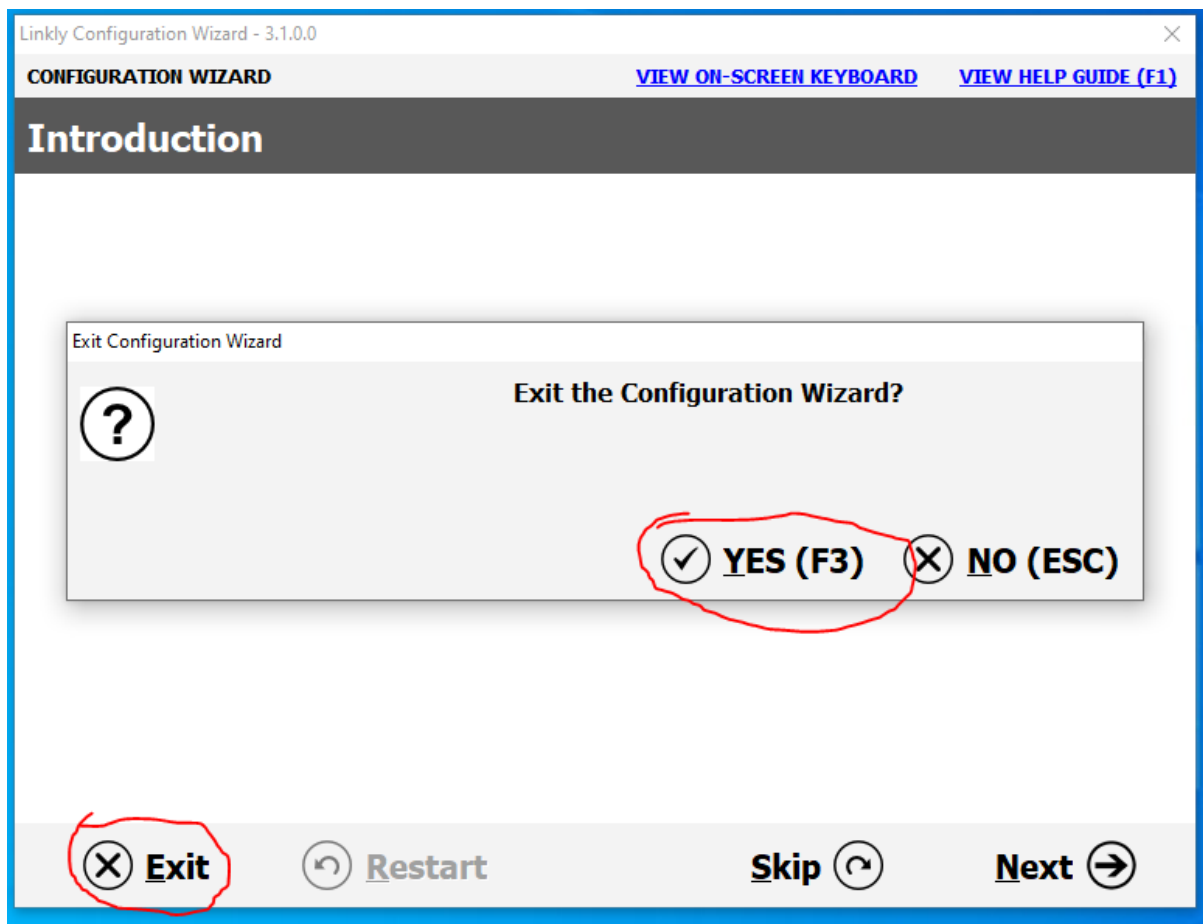 Linkly Configuration Wizard - 3.1.0.0
CONFIGURATION WIZARD VIEW ON-SCREEN KEYBOARD VIEW HELP GUIDE (F1)
Introduction
Exit Configuration Wizard
Exit the Configuration Wizard?
YES (F3) NO (ESC)
Exit Restart Skip Next